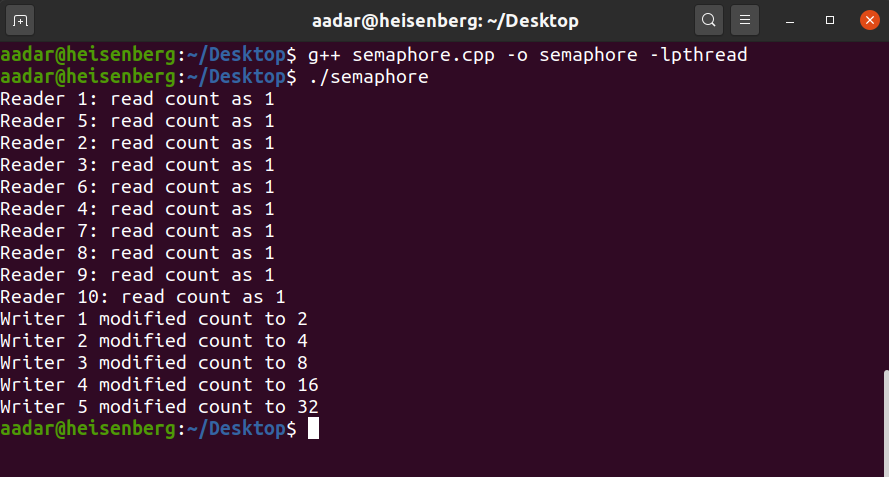 aadar@heisenberg: ~/Desktop
aadar@heisenberg:~/Desktop$ g++ semaphore.cpp -o semaphore -lpthread
aadar@heisenberg:~/Desktop$ ./semaphore
Reader 1: read count as 1
Reader 5: read count as 1
Reader 2: read count as 1
Reader 3: read count as 1
Reader 6: read count as 1
Reader 4: read count as 1
Reader 7: read count as 1
Reader 8: read count as 1
Reader 9: read count as 1
Reader 10: read count as 1
Writer 1 modified count to 2
Writer 2 modified count to 4
Writer 3 modified count to 8
Writer 4 modified count to 16
Writer 5 modified count to 32
aadar@heisenberg:~/Desktop$